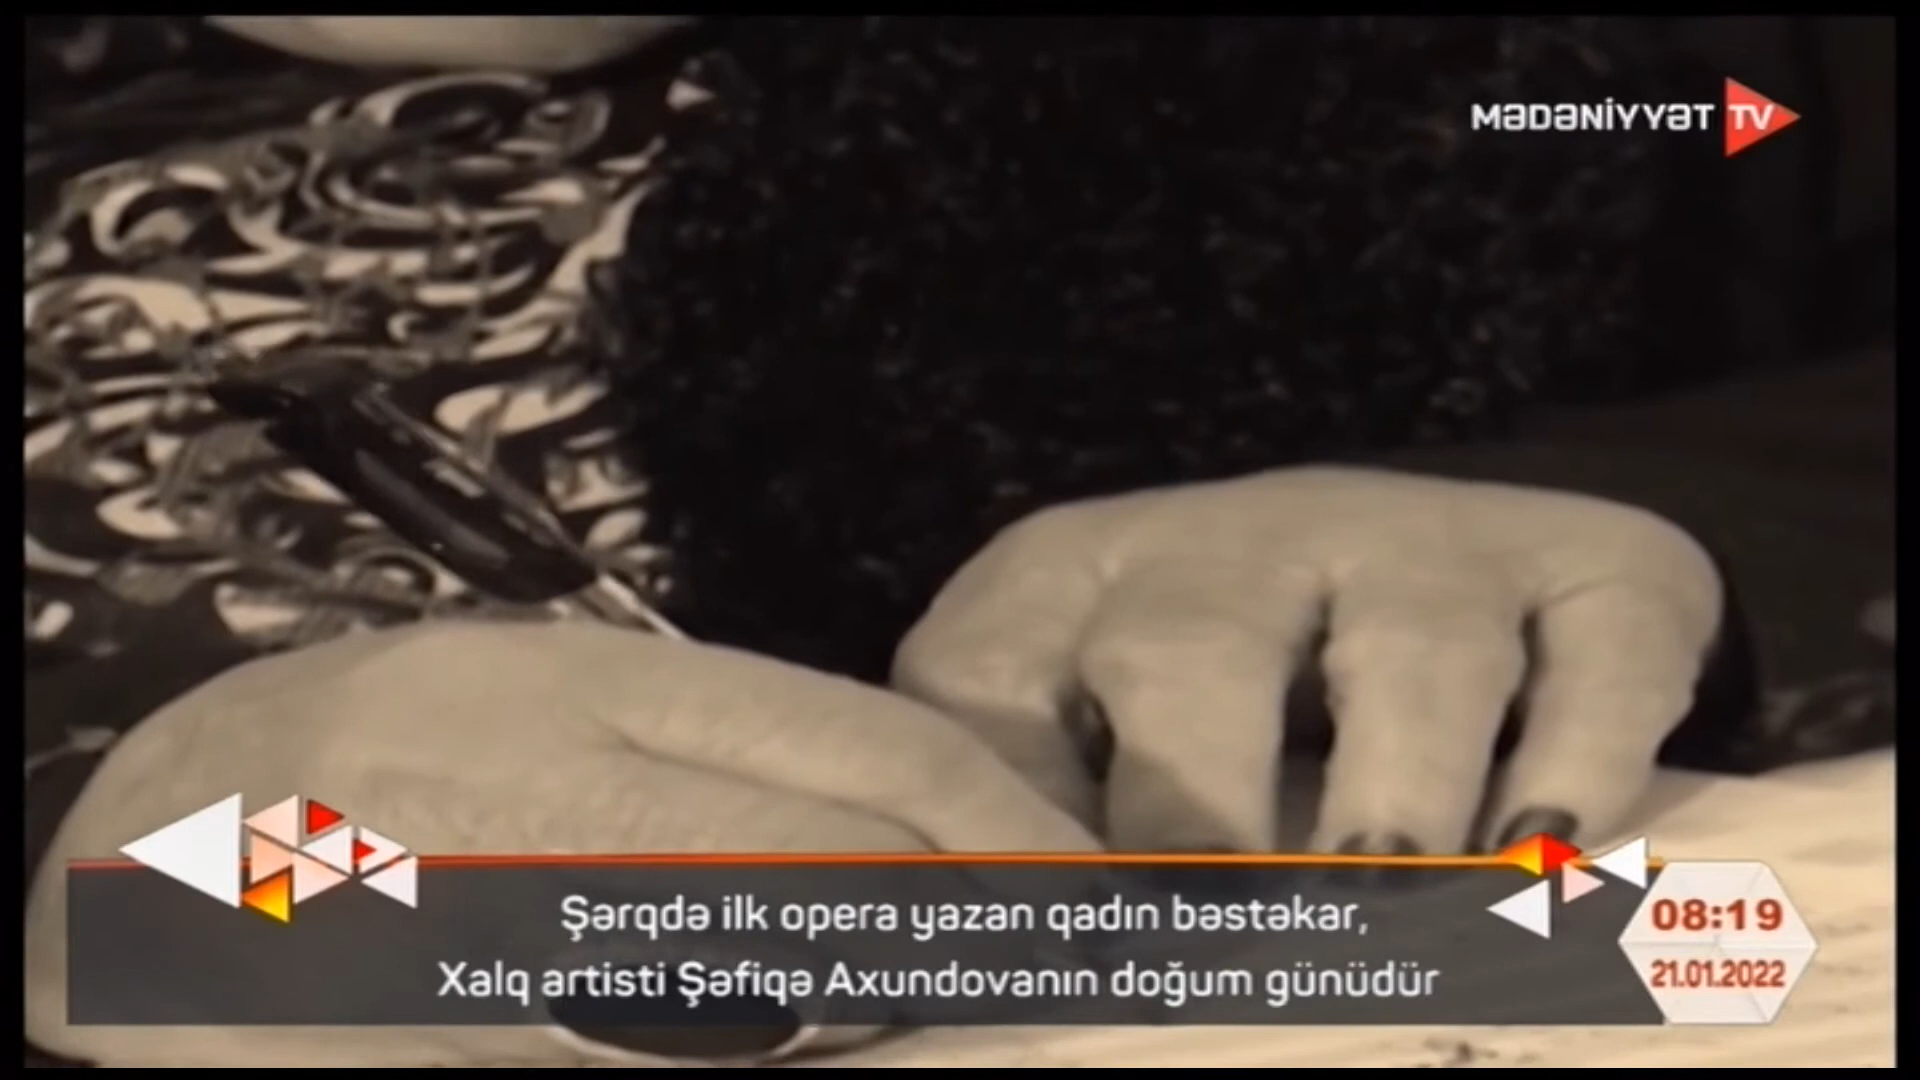 MƏDƏNİYYƏT TV
Şərqdə ilk opera yazan qadın bəstəkar,
Xalq artisti Şəfiqə Axundovanın doğum günüdür
08:19
21.01.2022